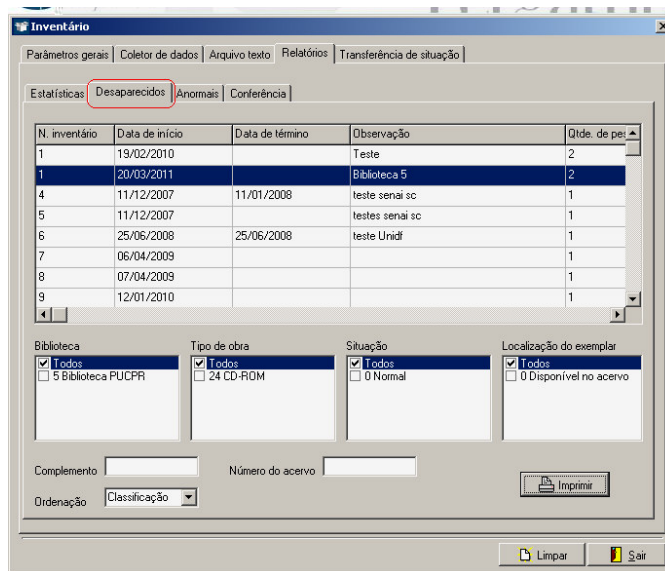 Inventário
Parâmetros gerais Coletor de dados Arquivo texto Relatórios Transferência de situação
Estatísticas Desaparecidos Anormais Conferência
N. inventário Data de início Data de término Observação Qtde. de pe
1 19/02/2010 Teste 2
1 20/03/2011 Biblioteca 5 2
4 11/12/2007 11/01/2008 teste senai sc 1
5 11/12/2007 testes senai sc 1
6 25/06/2008 25/06/2008 teste Unidf 1
7 06/04/2009 1
8 07/04/2009 1
9 12/01/2010 1
Biblioteca Tipo de obra Situação Localização do exemplar
Todos Todos Todos Todos
5 Biblioteca PUCPR 24 CD-ROM 0 Normal 0 Disponível no acervo
Complemento Número do acervo
Imprimir
Ordenação Classificação
Limpar Sair